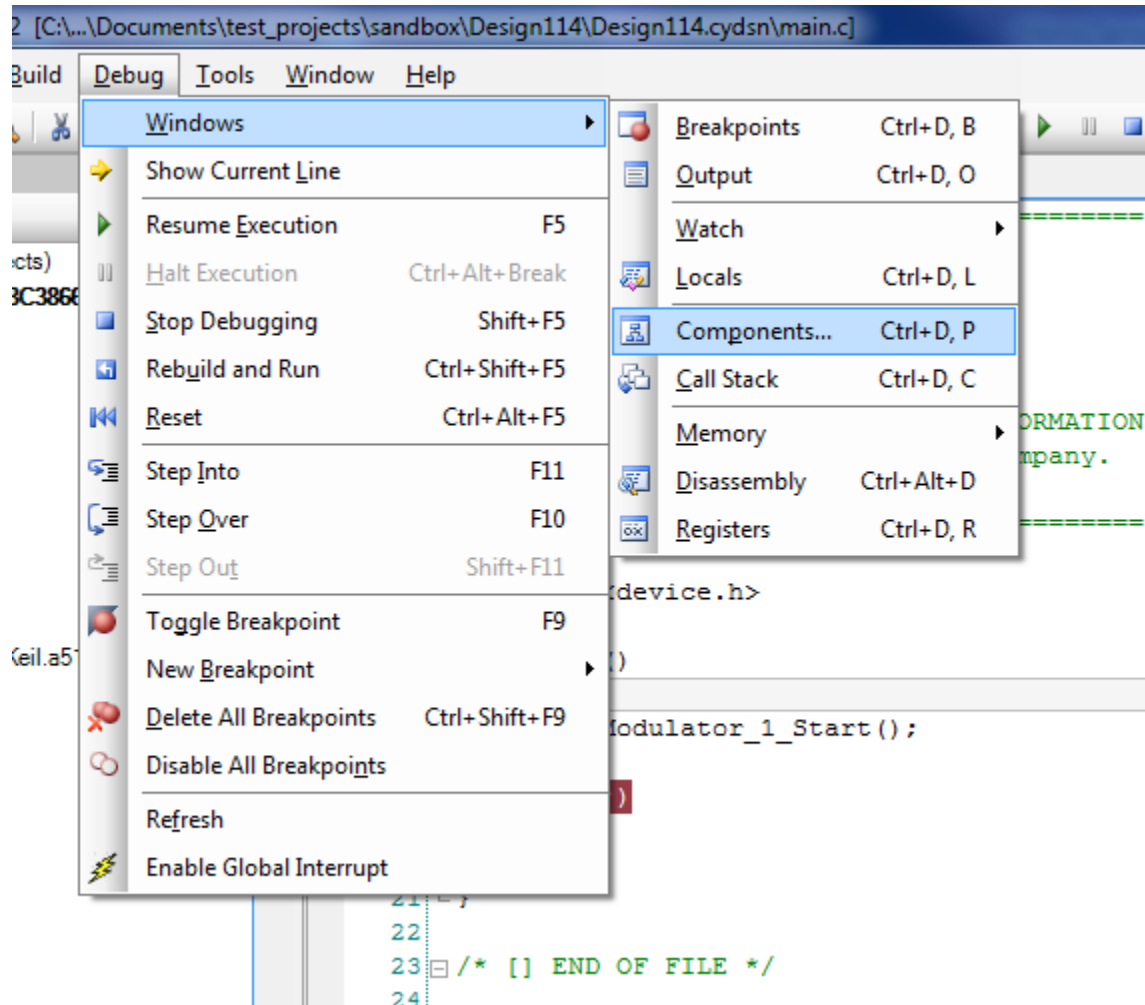 2 [C:\...\Documents\test_projects\sandbox\Design114\Design114.cydsn\main.c]
Build Debug Tools Window Help
Windows
Show Current Line
Resume Execution F5
Halt Execution Ctrl+Alt+Break
Stop Debugging Shift+F5
Rebuild and Run Ctrl+Shift+F5
Reset Ctrl+Alt+F5
Step Into F11
Step Over F10
Step Out Shift+F11
Toggle Breakpoint F9
New Breakpoint
Delete All Breakpoints Ctrl+Shift+F9
Disable All Breakpoints
Refresh
Enable Global Interrupt
Breakpoints Ctrl+D, B
Output Ctrl+D, O
Watch
Locals Ctrl+D, L
Components... Ctrl+D, P
Call Stack Ctrl+D, C
Memory
Disassembly Ctrl+Alt+D
Registers Ctrl+D, R
ects)
3C3866
Keil.a51
=========
ORMATION
mpany.
=========
<device.h>
()
Modulator_1_Start();
)
21 }
22
23 /* [] END OF FILE */
24